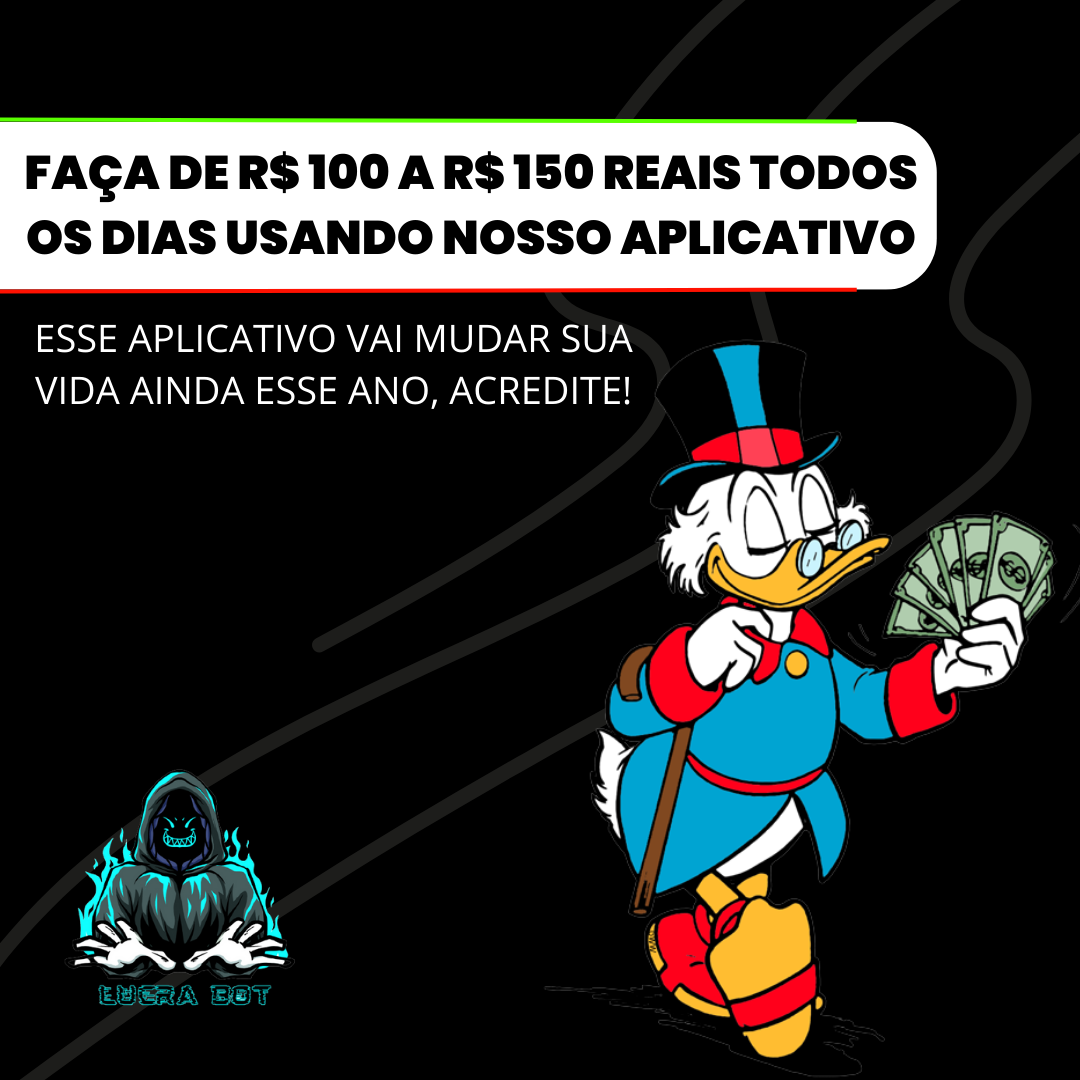 FAÇA DE R$ 100 A R$ 150 REAIS TODOS
OS DIAS USANDO NOSSO APLICATIVO
ESSE APLICATIVO VAI MUDAR SUA
VIDA AINDA ESSE ANO, ACREDITE!
LUCRA BOT